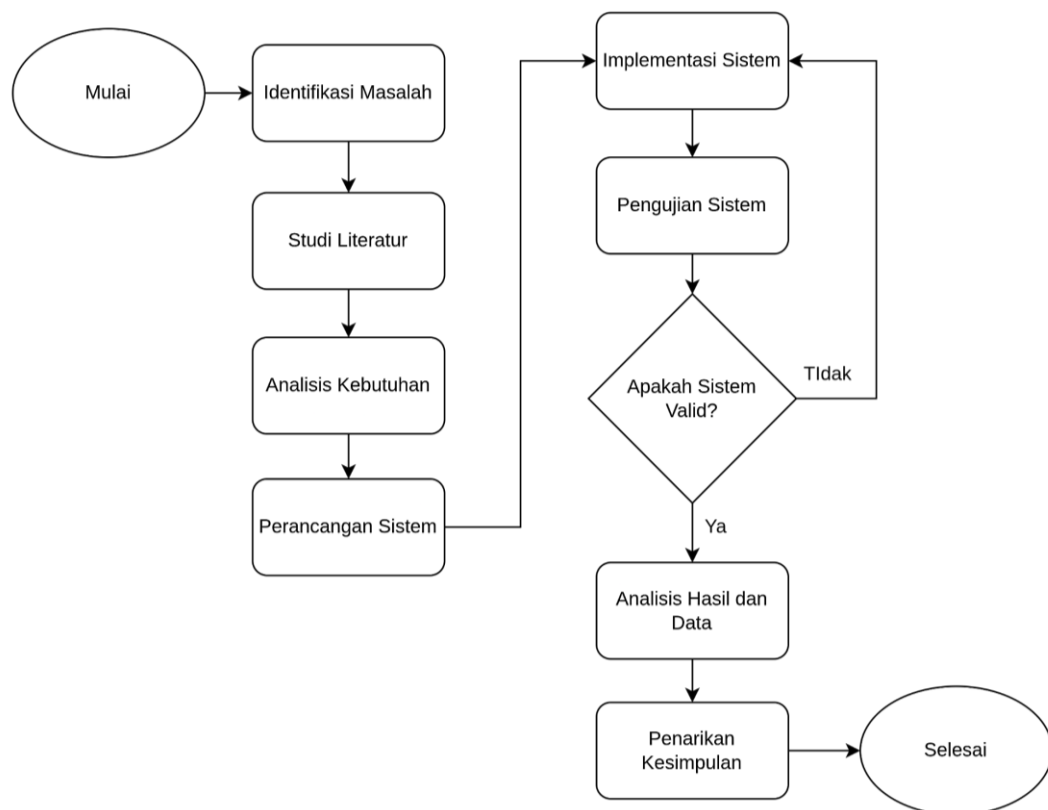 Mulai
Identifikasi Masalah
Studi Literatur
Analisis Kebutuhan
Perancangan Sistem
Implementasi Sistem
Pengujian Sistem
Apakah Sistem
Valid?
TIdak
Ya
Analisis Hasil dan
Data
Penarikan
Kesimpulan
Selesai